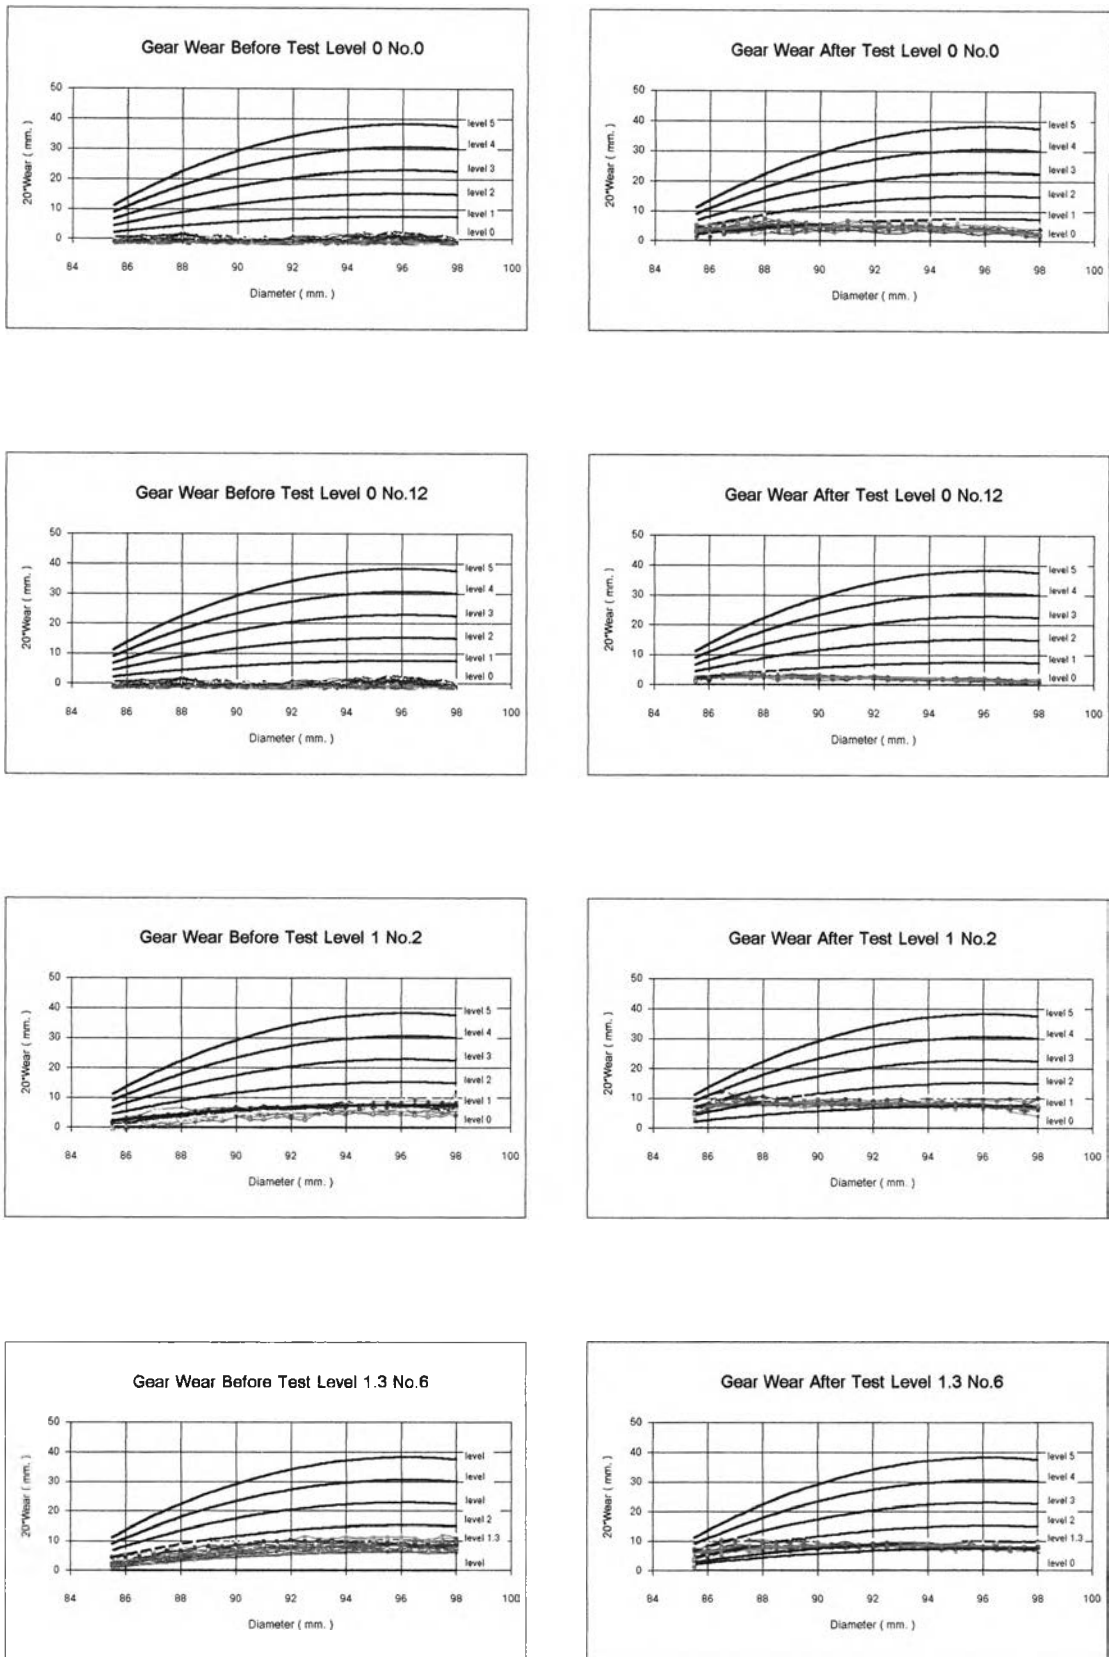 Gear Wear Before Test Level 0 No.0
50
40
30
20
10
0
20*Wear ( mm. )
level 5
level 4
level 3
level 2
level 1
level 0
84 86 88 90 92 94 96 98 100
Diameter ( mm. )
Gear Wear After Test Level 0 No.0
50
40
30
20
10
0
20*Wear ( mm. )
level 5
level 4
level 3
level 2
level 1
level 0
84 86 88 90 92 94 96 98 100
Diameter ( mm. )
Gear Wear Before Test Level 0 No.12
50
40
30
20
10
0
20*Wear ( mm. )
level 5
level 4
level 3
level 2
level 1
level 0
84 86 88 90 92 94 96 98 100
Diameter ( mm. )
Gear Wear After Test Level 0 No.12
50
40
30
20
10
0
20*Wear ( mm. )
level 5
level 4
level 3
level 2
level 1
level 0
84 86 88 90 92 94 96 98 100
Diameter ( mm. )
Gear Wear Before Test Level 1 No.2
50
40
30
20
10
0
20*Wear ( mm. )
level 5
level 4
level 3
level 2
level 1
level 0
84 86 88 90 92 94 96 98 100
Diameter ( mm. )
Gear Wear After Test Level 1 No.2
50
40
30
20
10
0
20*Wear ( mm. )
level 5
level 4
level 3
level 2
level 1
level 0
84 86 88 90 92 94 96 98 100
Diameter ( mm. )
Gear Wear Before Test Level 1.3 No.6
50
40
30
20
10
0
20*Wear ( mm. )
level
level
level
level 2
level 1.3
level
84 86 88 90 92 94 96 98 100
Diameter ( mm. )
Gear Wear After Test Level 1.3 No.6
50
40
30
20
10
0
20*Wear ( mm. )
level 5
level 4
level 3
level 2
level 1.3
level 0
84 86 88 90 92 94 96 98 100
Diameter ( mm. )